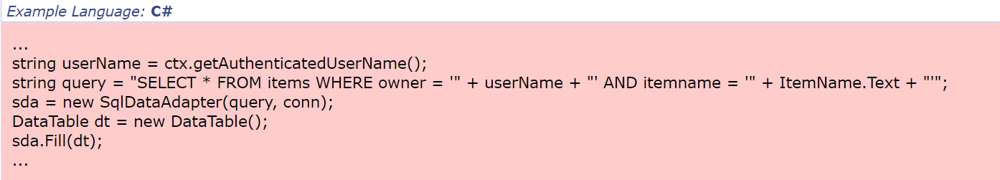 Example Language: C#
...
string userName = ctx.getAuthenticatedUserName();
string query = "SELECT * FROM items WHERE owner = '" + userName + "' AND itemname = '" + ItemName.Text + "'";
sda = new SqlDataAdapter(query, conn);
DataTable dt = new DataTable();
sda.Fill(dt);
...